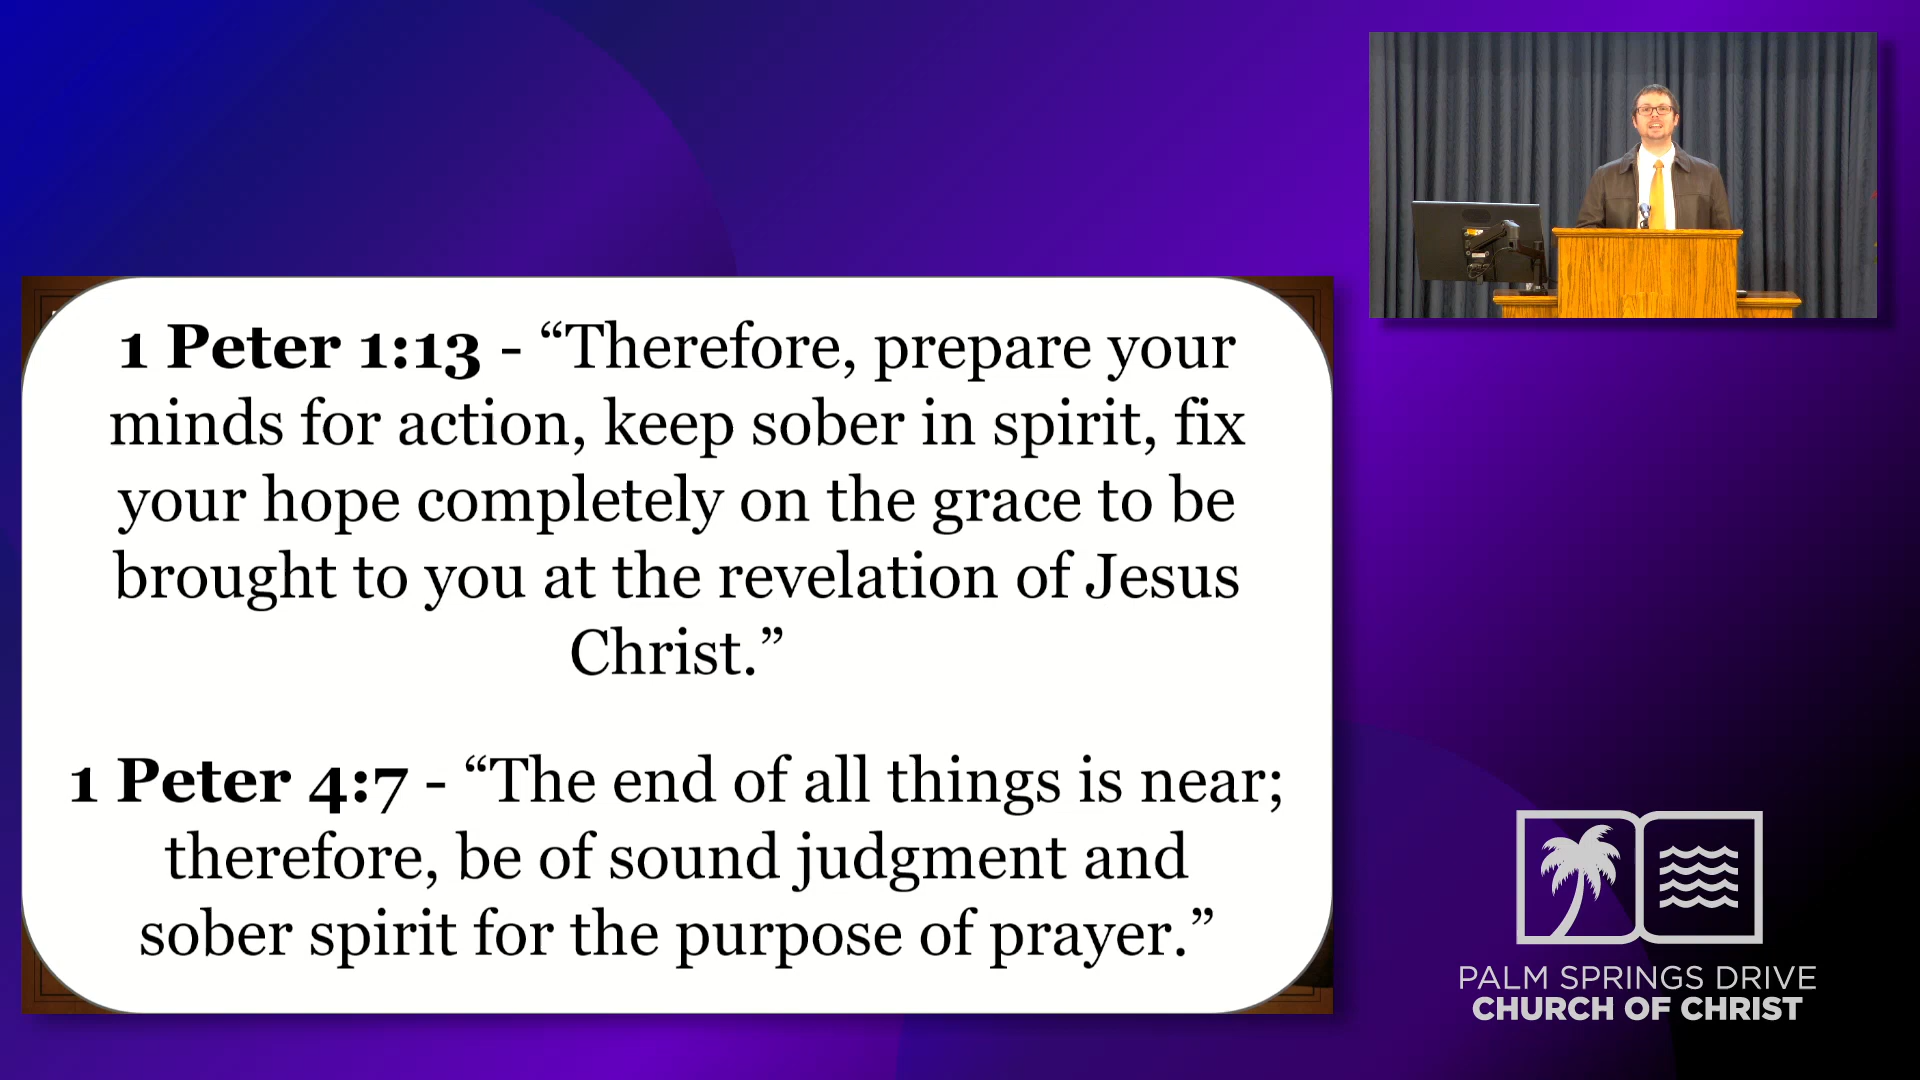 1 Peter 1:13 - “Therefore, prepare your
minds for action, keep sober in spirit, fix
your hope completely on the grace to be
brought to you at the revelation of Jesus
Christ.”
1 Peter 4:7 - “The end of all things is near;
therefore, be of sound judgment and
sober spirit for the purpose of prayer.”
PALM SPRINGS DRIVE
CHURCH OF CHRIST